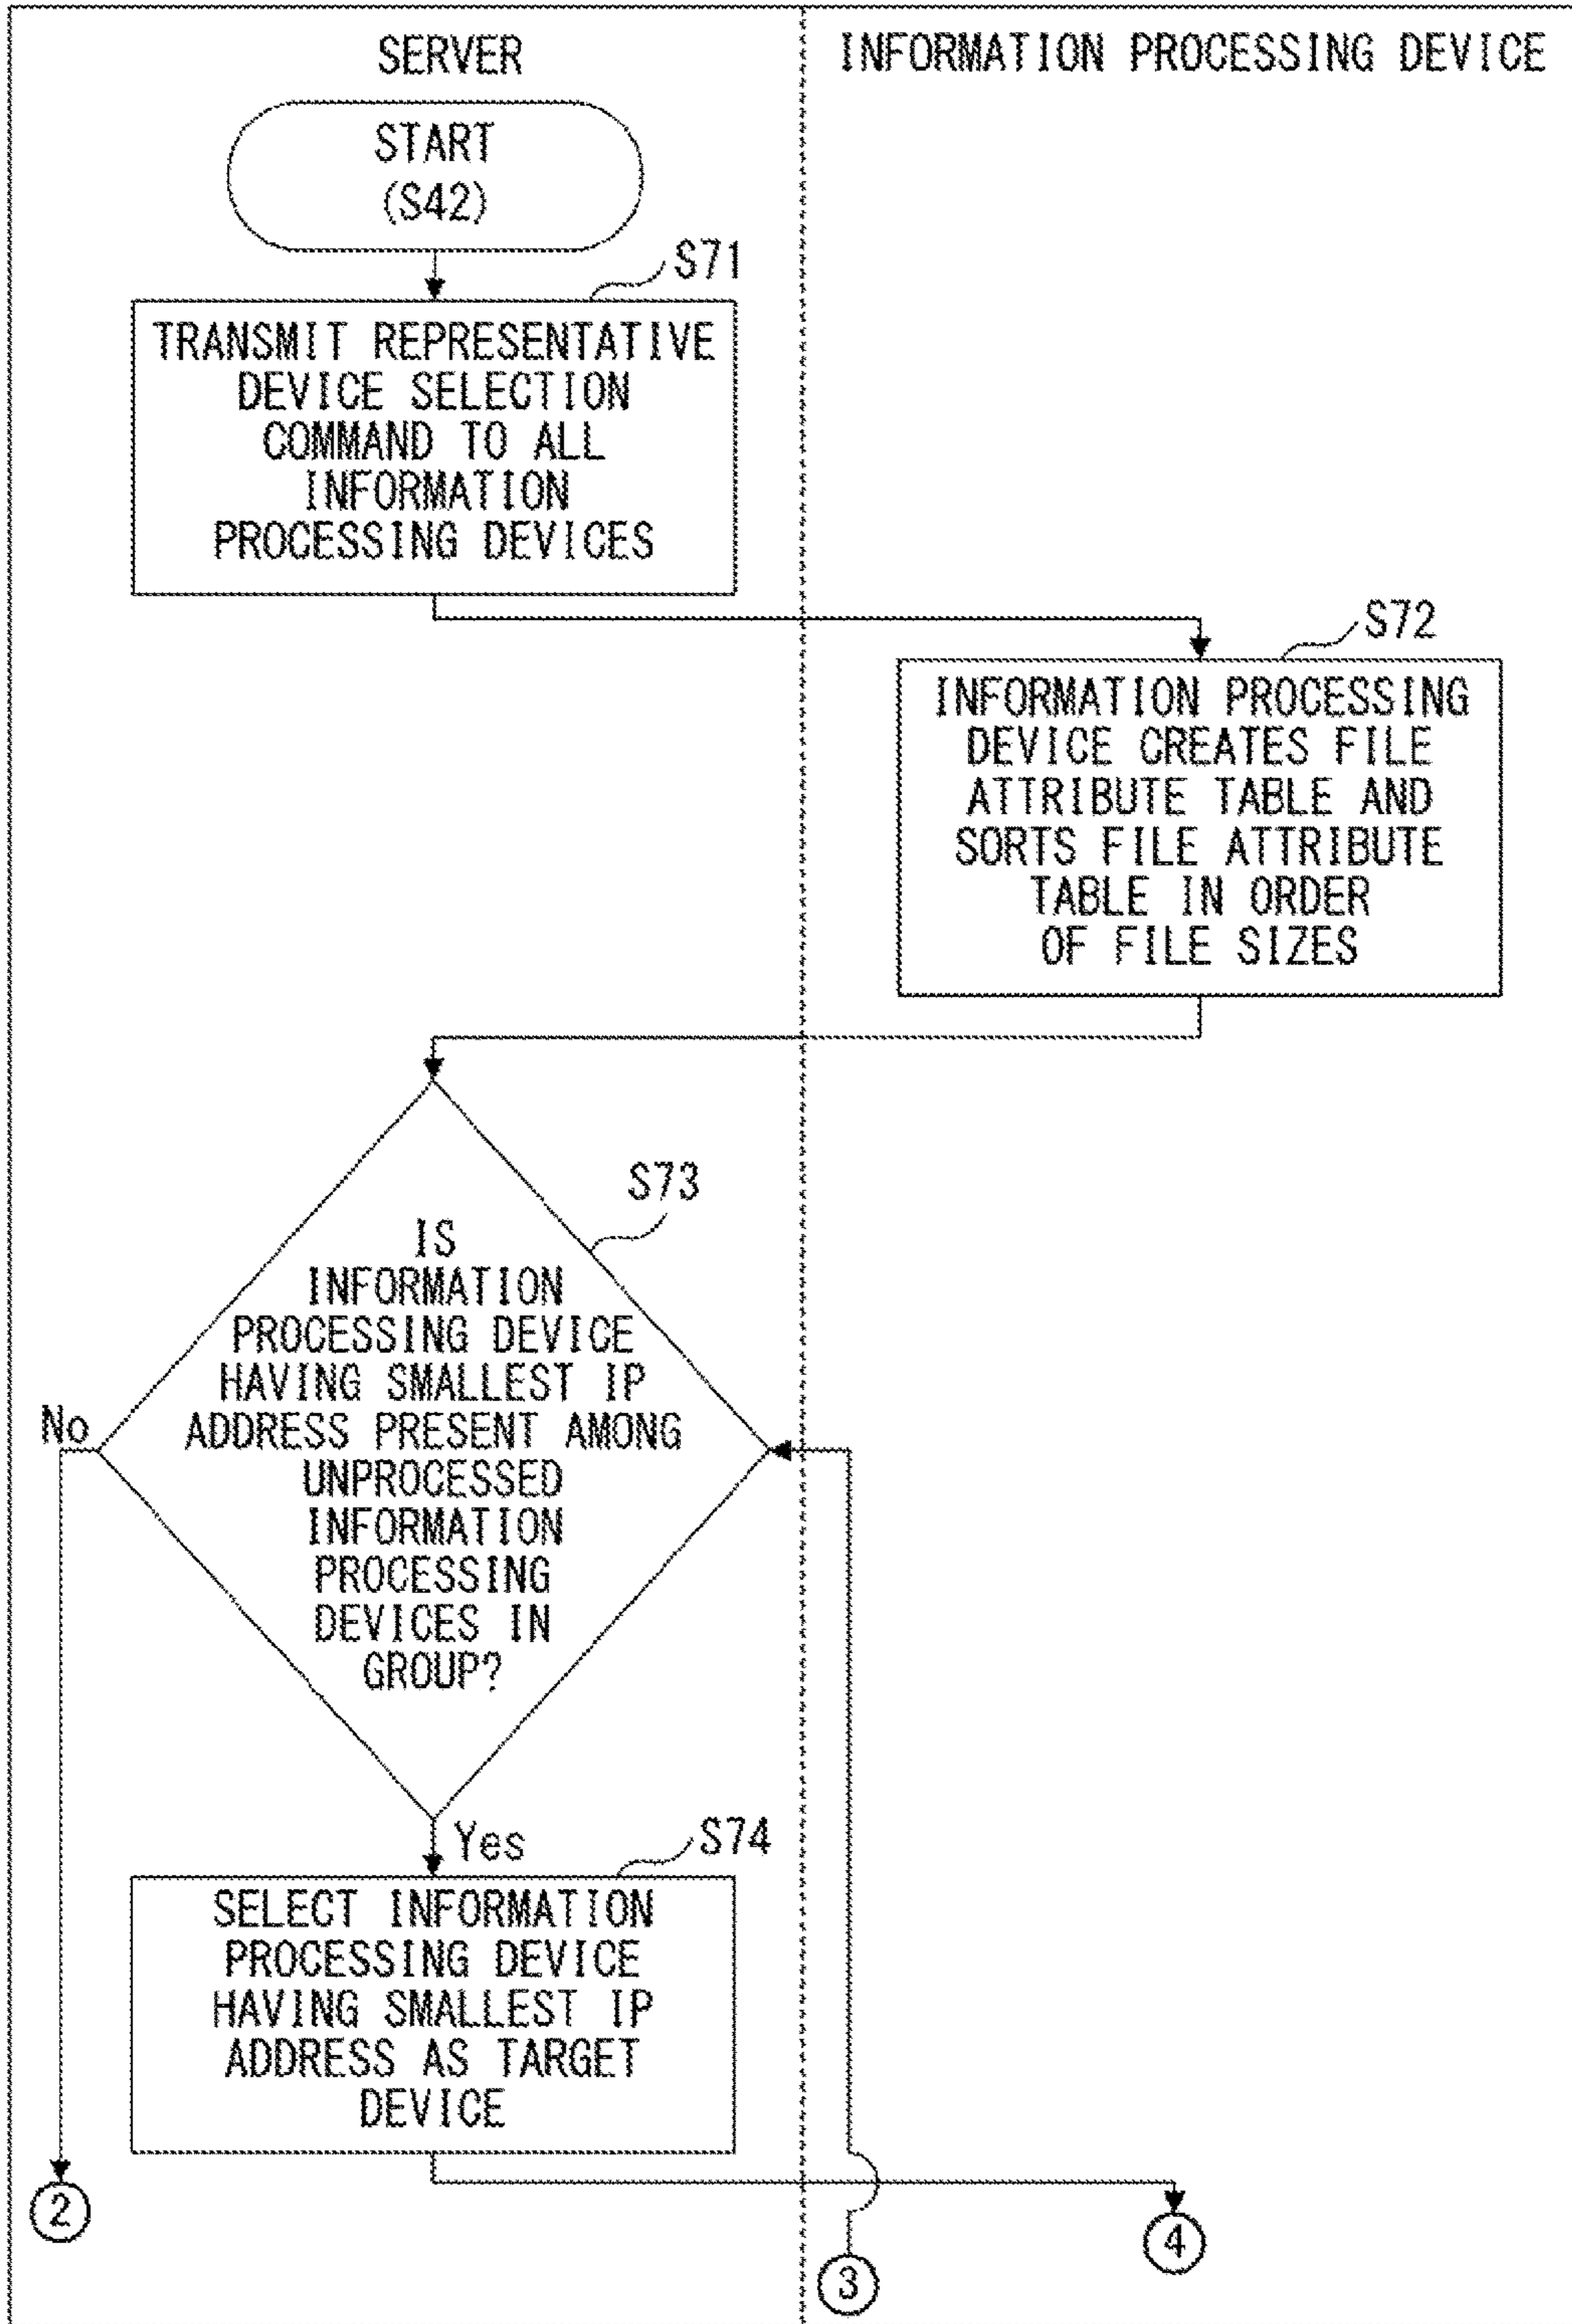 SERVER
INFORMATION PROCESSING DEVICE
START
(S42)
S71
TRANSMIT REPRESENTATIVE
DEVICE SELECTION
COMMAND TO ALL
INFORMATION
PROCESSING DEVICES
S72
INFORMATION PROCESSING
DEVICE CREATES FILE
ATTRIBUTE TABLE AND
SORTS FILE ATTRIBUTE
TABLE IN ORDER
OF FILE SIZES
S73
IS
INFORMATION
PROCESSING DEVICE
HAVING SMALLEST IP
ADDRESS PRESENT AMONG
UNPROCESSED
INFORMATION
PROCESSING
DEVICES IN
GROUP?
No
Yes
S74
SELECT INFORMATION
PROCESSING DEVICE
HAVING SMALLEST IP
ADDRESS AS TARGET
DEVICE
2
4
3